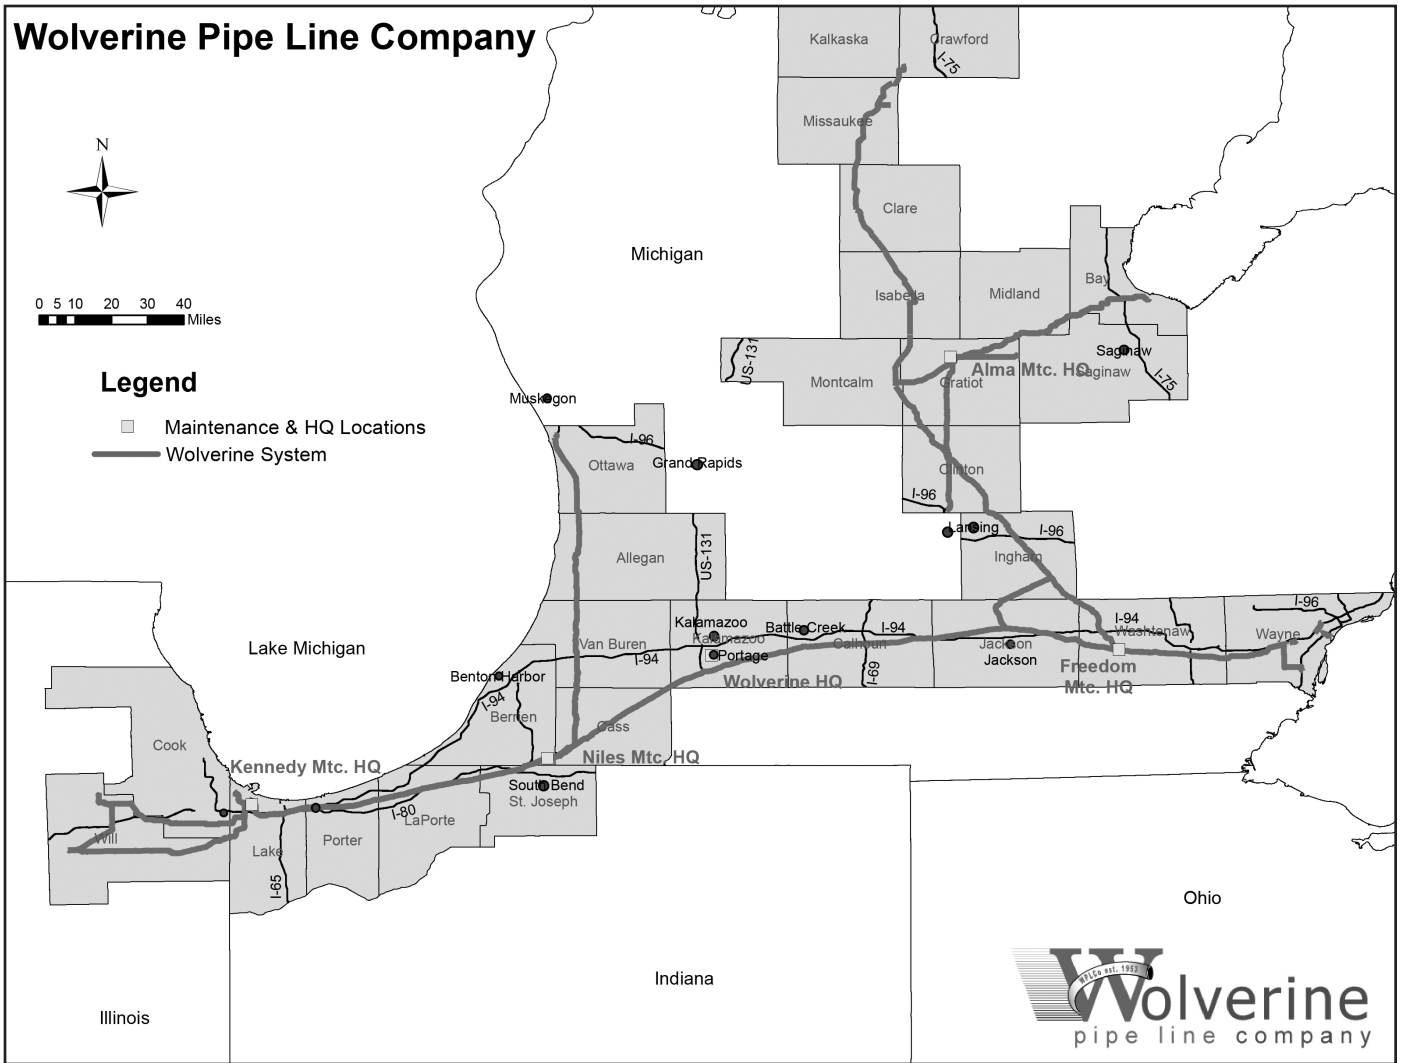 Wolverine Pipe Line Company
Kalkaska
Crawford
I-75
N
Missaukee
Clare
Michigan
Isabella
Midland
Bay
0 5 10 20 30 40
Miles
US-131
Saginaw
Alma Mtc. HQ
Saginaw
I-75
Montcalm
Gratiot
Legend
Maintenance & HQ Locations
Wolverine System
Muskegon
I-96
Ottawa
Grand Rapids
Clinton
I-96
Lansing
I-96
Allegan
US-131
Ingham
I-96
Kalamazoo
Battle Creek
I-94
I-94
Kalamazoo
Washtenaw
Wayne
Lake Michigan
Van Buren
Calhoun
Jackson
I-94
Portage
Jackson
Freedom
Mtc. HQ
I-69
Wolverine HQ
Benton Harbor
I-94
Berrien
Cass
Cook
Kennedy Mtc. HQ
Niles Mtc. HQ
South Bend
St. Joseph
I-80
LaPorte
Will
Lake
Porter
I-65
Ohio
Indiana
Illinois
WPLCo est. 1953
Wolverine
pipe line company